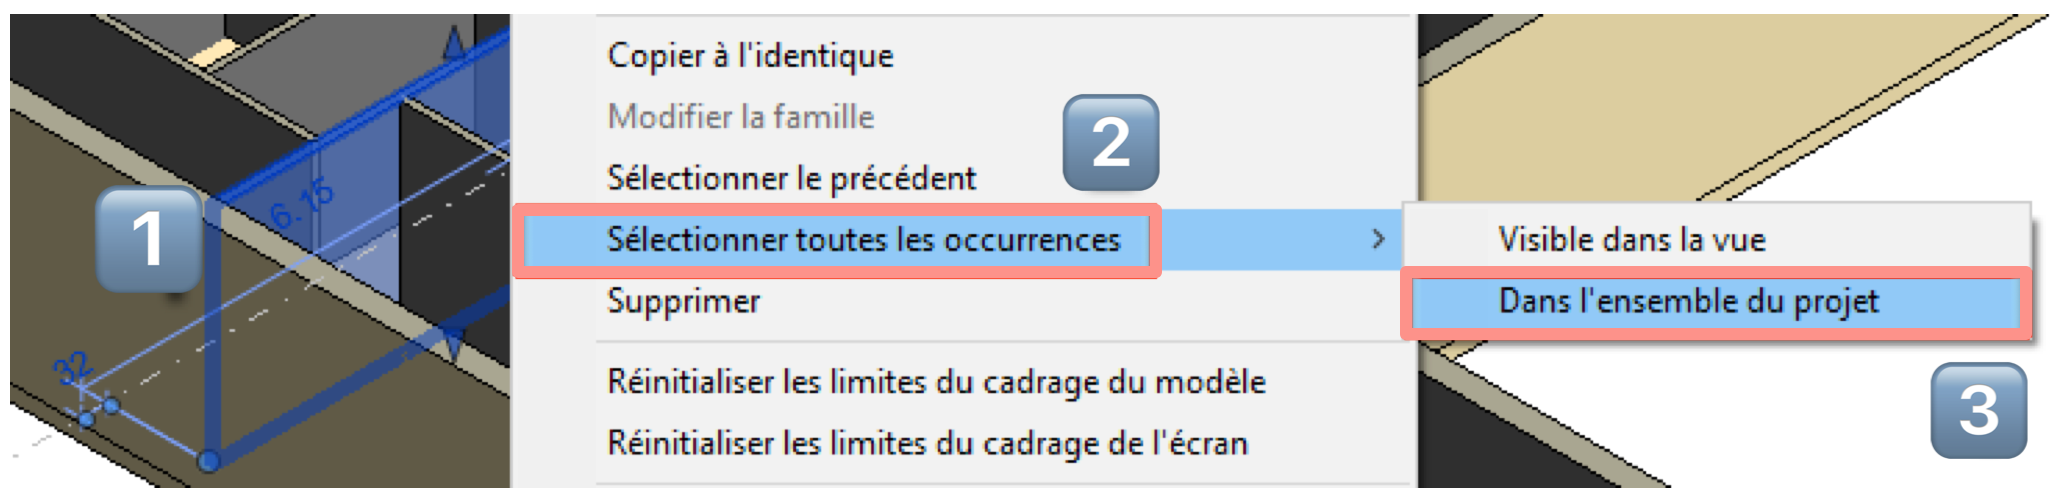 Copier à l'identique
Modifier la famille
2
Sélectionner le précédent
6.15
1
Sélectionner toutes les occurrences >
Visible dans la vue
Supprimer
Dans l'ensemble du projet
32
Réinitialiser les limites du cadrage du modèle
3
Réinitialiser les limites du cadrage de l'écran